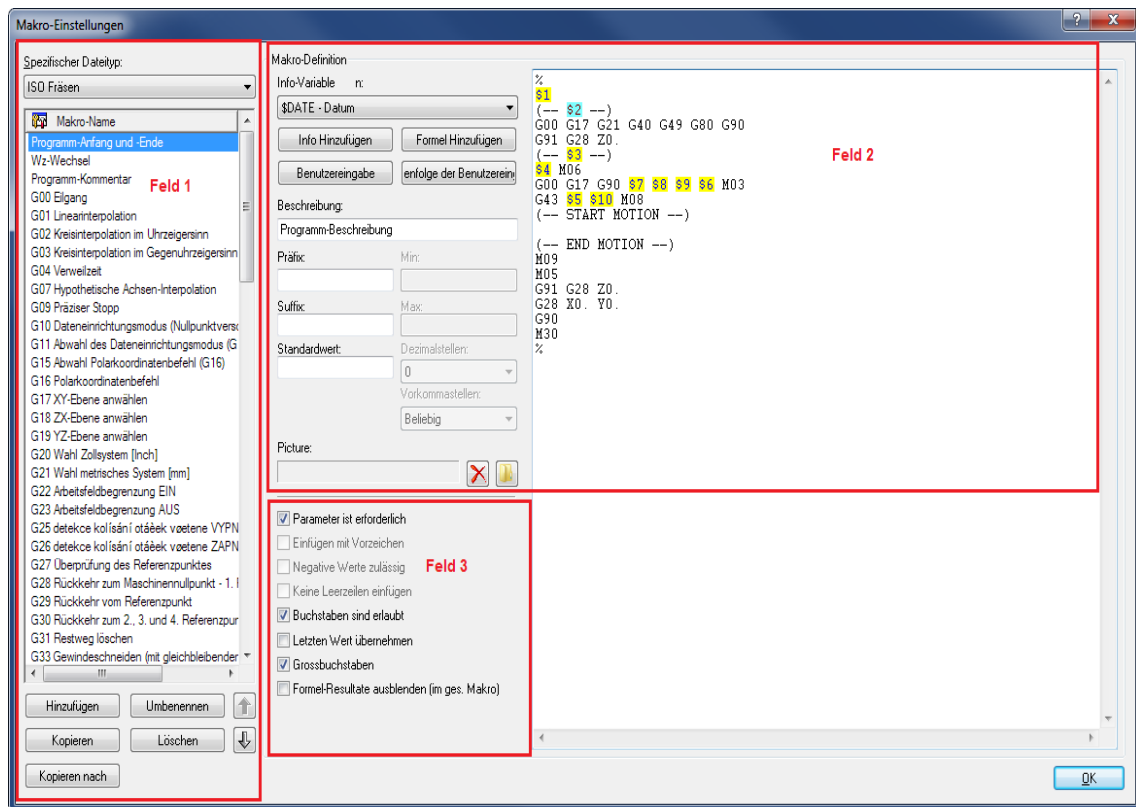 Makro-Einstellungen
Spezifischer Dateityp:
ISO Fräsen
Makro-Name
Programm-Anfang und -Ende
Wz-Wechsel
Programm-Kommentar
Feld 1
G00 Eilgang
G01 Linearinterpolation
G02 Kreisinterpolation im Uhrzeigersinn
G03 Kreisinterpolation im Gegenuhrzeigersinn
G04 Verweilzeit
G07 Hypothetische Achsen-Interpolation
G09 Präziser Stopp
G10 Dateneinrichtungsmodus (Nullpunktversc
G11 Abwahl des Dateneinrichtungsmodus (G
G15 Abwahl Polarkoordinatenbefehl (G16)
G16 Polarkoordinatenbefehl
G17 XY-Ebene anwählen
G18 ZX-Ebene anwählen
G19 YZ-Ebene anwählen
G20 Wahl Zollsystem [Inch]
G21 Wahl metrisches System [mm]
G22 Arbeitsfeldbegrenzung EIN
G23 Arbeitsfeldbegrenzung AUS
G25 detekce kolísání otáèek vøetene VYPN
G26 detekce kolísání otáèek vøetene ZAPN
G27 Überprüfung des Referenzpunktes
G28 Rückkehr zum Maschinennullpunkt - 1. F
G29 Rückkehr vom Referenzpunkt
G30 Rückkehr zum 2., 3. und 4. Referenzpur
G31 Restweg löschen
G33 Gewindeschneiden (mit gleichbleibender
Hinzufügen
Umbenennen
Kopieren
Löschen
Kopieren nach
Makro-Definition
Info-Variable n:
$DATE - Datum
Info Hinzufügen
Formel Hinzufügen
Benutzereingabe
enfolge der Benutzerein
Beschreibung:
Programm-Beschreibung
Präfix:
Min:
Suffix:
Max:
Standardwert:
Dezimalstellen:
0
Vorkommastellen:
Beliebig
Picture:
%
$1
(-- $2 --)
G00 G17 G21 G40 G49 G80 G90
G91 G28 Z0.
(-- $3 --)
$4 M06
G00 G17 G90 $7 $8 $9 $6 M03
G43 $5 $10 M08
(-- START MOTION --)
(-- END MOTION --)
M09
M05
G91 G28 Z0.
G28 X0. Y0.
G90
M30
%
Feld 2
Parameter ist erforderlich
Einfügen mit Vorzeichen
Negative Werte zulässig
Feld 3
Keine Leerzeilen einfügen
Buchstaben sind erlaubt
Letzten Wert übernehmen
Grossbuchstaben
Formel-Resultate ausblenden (im ges. Makro)
OK